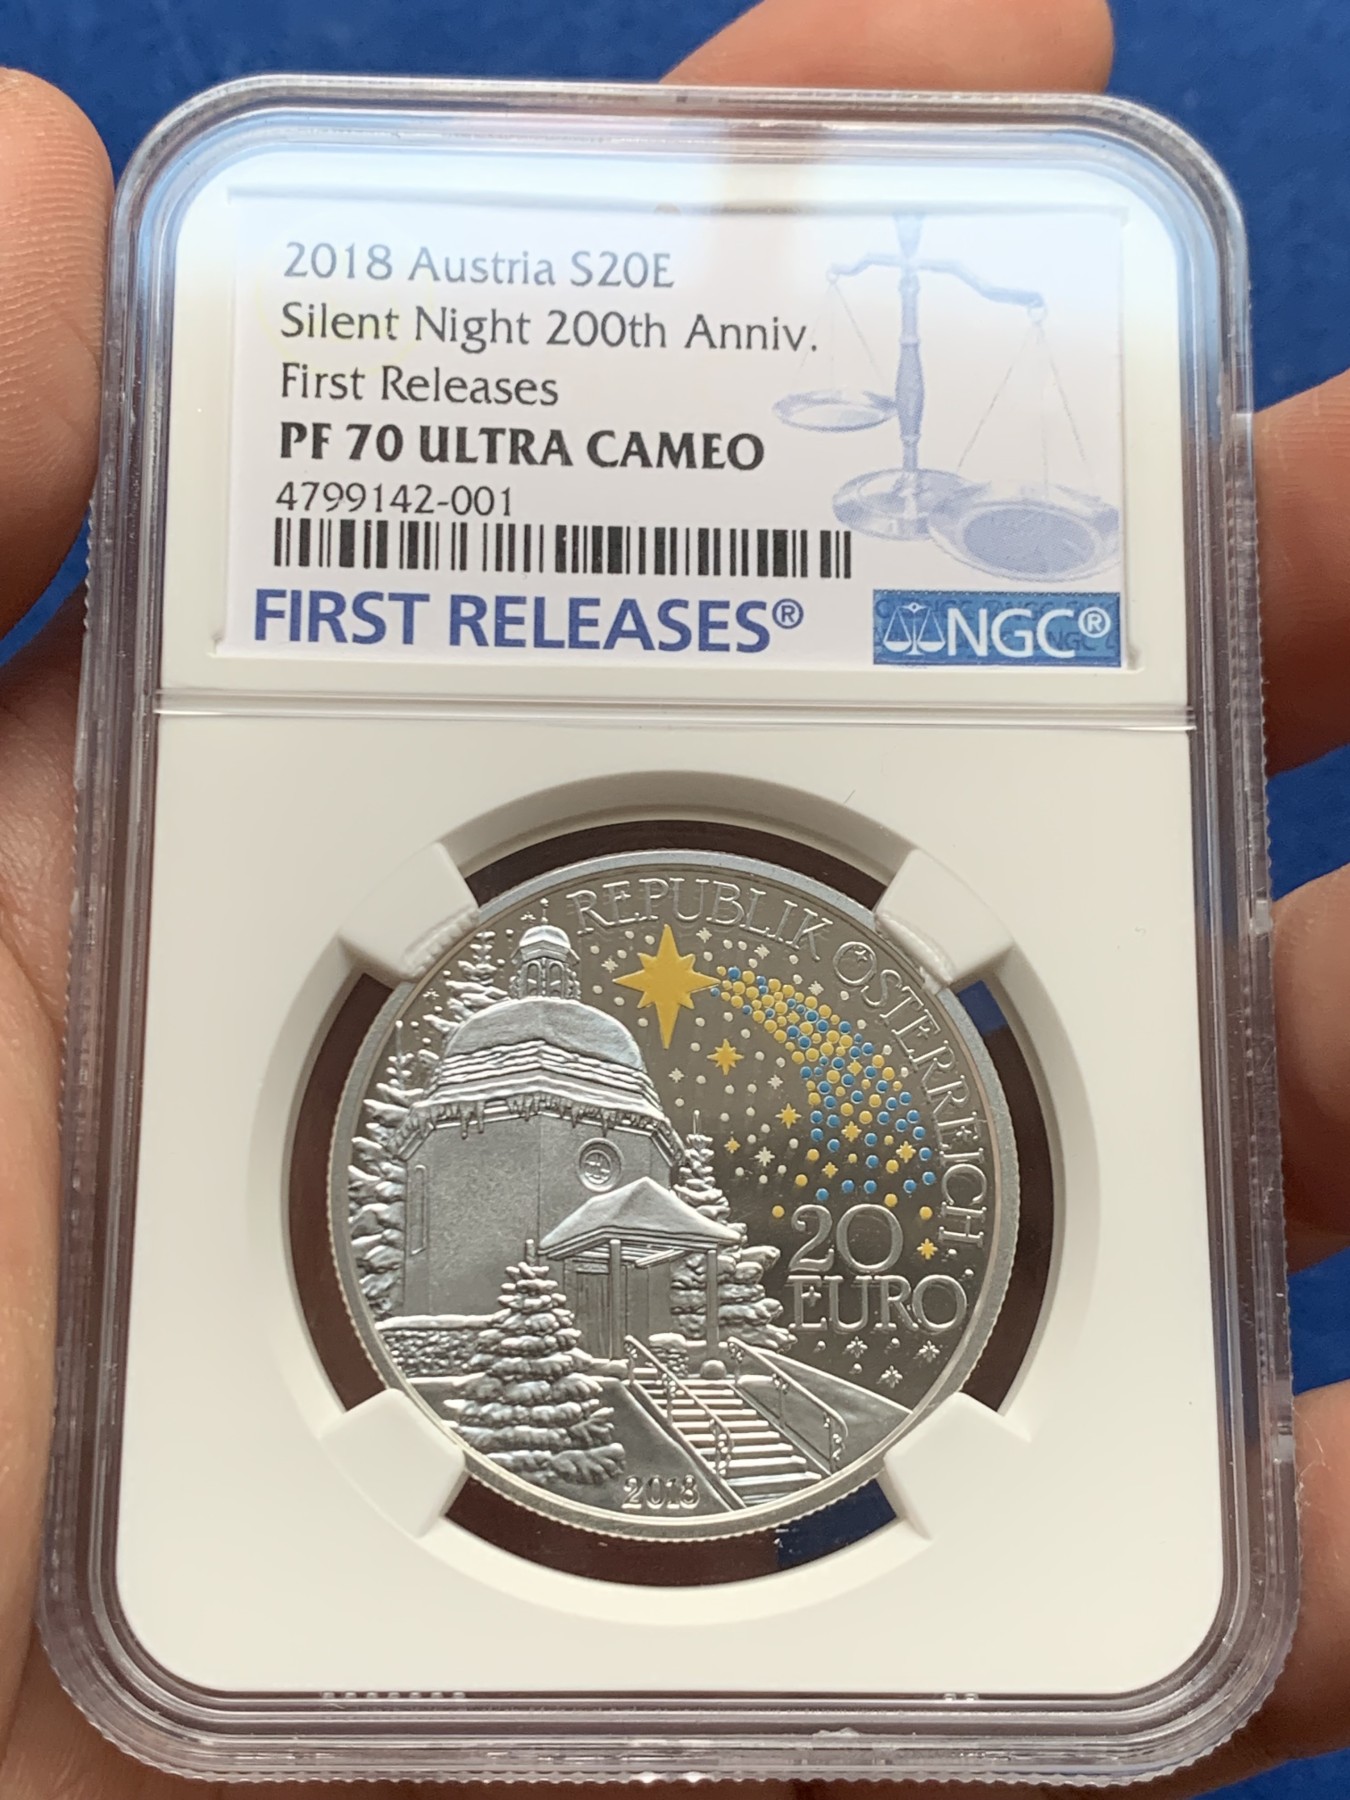 2018 Austria S20E
Silent Night 200th Anniv.
First Releases
PF 70 ULTRA CAMEO
4799142-001
FIRST RELEASES®
NGC®
REPUBLIK ÖSTERREICH
20
EURO
2018